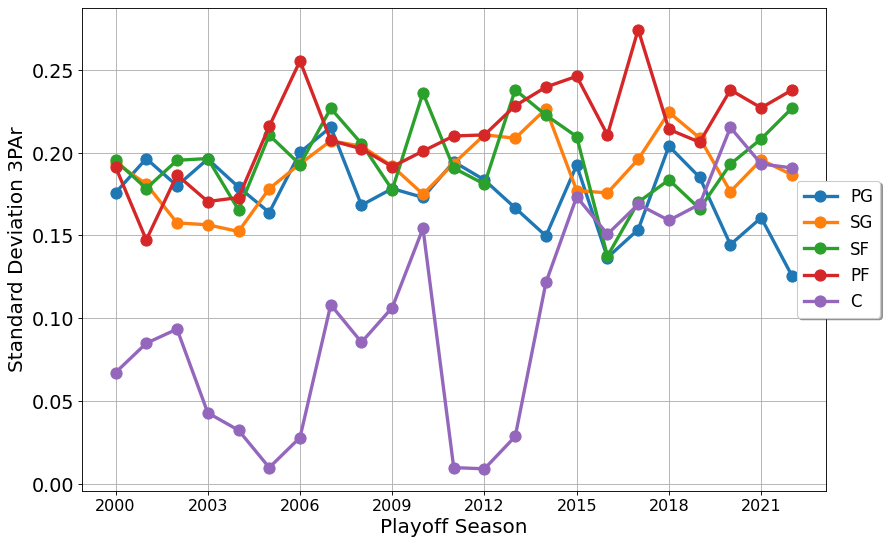 Standard Deviation 3PAr
0.25
0.20
0.15
0.10
0.05
0.00
2000 2003 2006 2009 2012 2015 2018 2021
Playoff Season
PG
SG
SF
PF
C